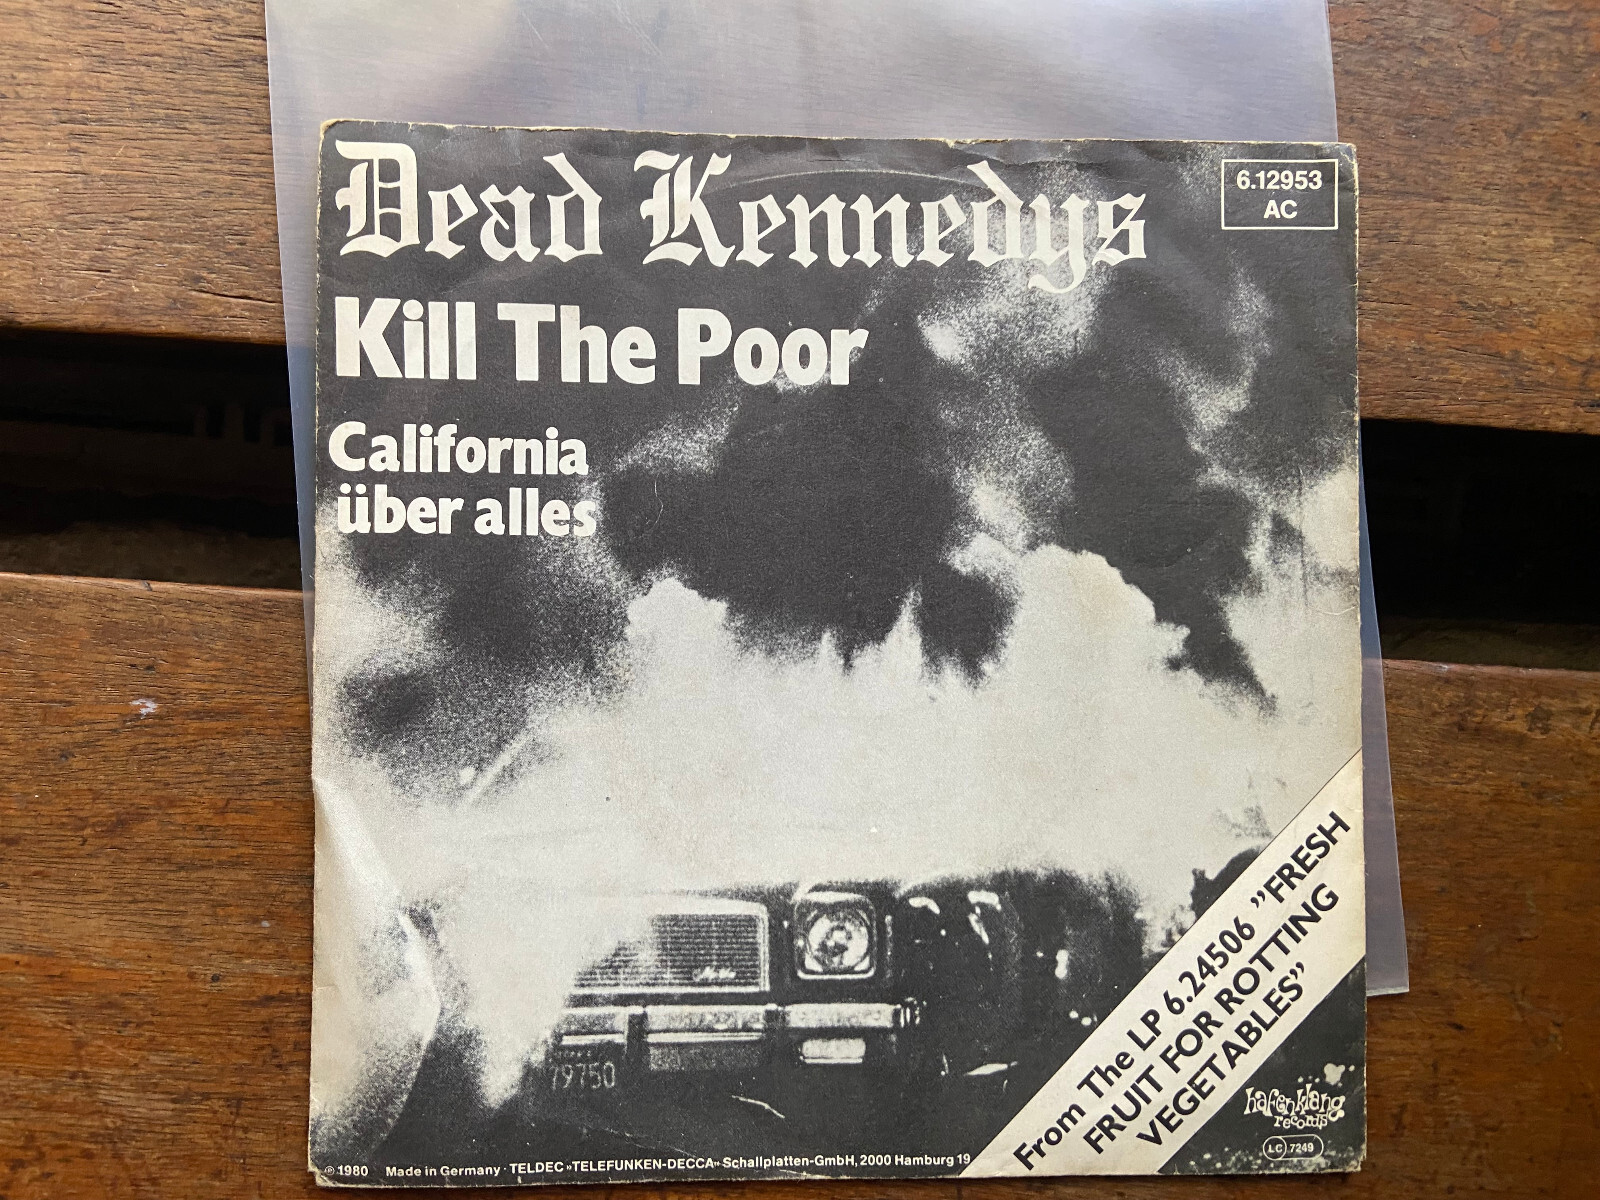 Dead Kennedys
6.12953
AC
Kill The Poor
California
über alles
From The LP 6.24506 "FRESH
FRUIT FOR ROTTING
VEGETABLES"
79750
hafenklang
records
LC 7249
℗ 1980 Made in Germany · TELDEC »TELEFUNKEN-DECCA« Schallplatten-GmbH, 2000 Hamburg 19